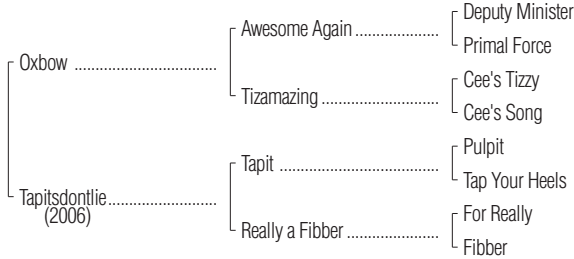 Deputy Minister
Awesome Again ....................
Primal Force
Oxbow ..................................
Cee's Tizzy
Tizamazing ............................
Cee's Song
Pulpit
Tapit ......................................
Tap Your Heels
Tapitsdontlie..........................
(2006)
For Really
Really a Fibber ......................
Fibber